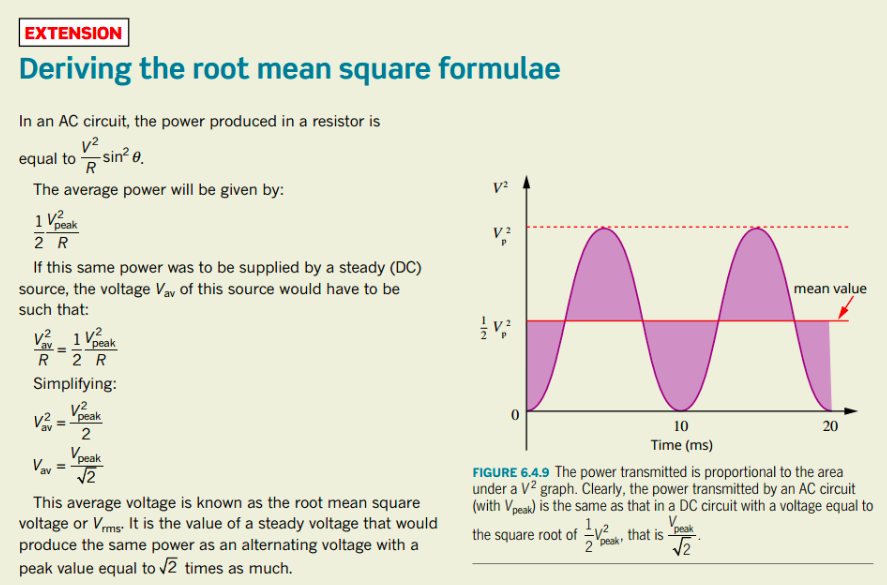 EXTENSION
Deriving the root mean square formulae
In an AC circuit, the power produced in a resistor is
equal to V²/R sin² θ.
The average power will be given by:
1/2 V²peak/R
If this same power was to be supplied by a steady (DC)
source, the voltage Vav of this source would have to be
such that:
V²av/R = 1/2 V²peak/R
Simplifying:
V²av = V²peak/2
Vav = Vpeak/√2
This average voltage is known as the root mean square
voltage or Vrms. It is the value of a steady voltage that would
produce the same power as an alternating voltage with a
peak value equal to √2 times as much.
V²
Vp²
mean value
1/2 Vp²
0
10
20
Time (ms)
FIGURE 6.4.9 The power transmitted is proportional to the area
under a V² graph. Clearly, the power transmitted by an AC circuit
(with Vpeak) is the same as that in a DC circuit with a voltage equal to
the square root of 1/2 V²peak, that is Vpeak/√2.